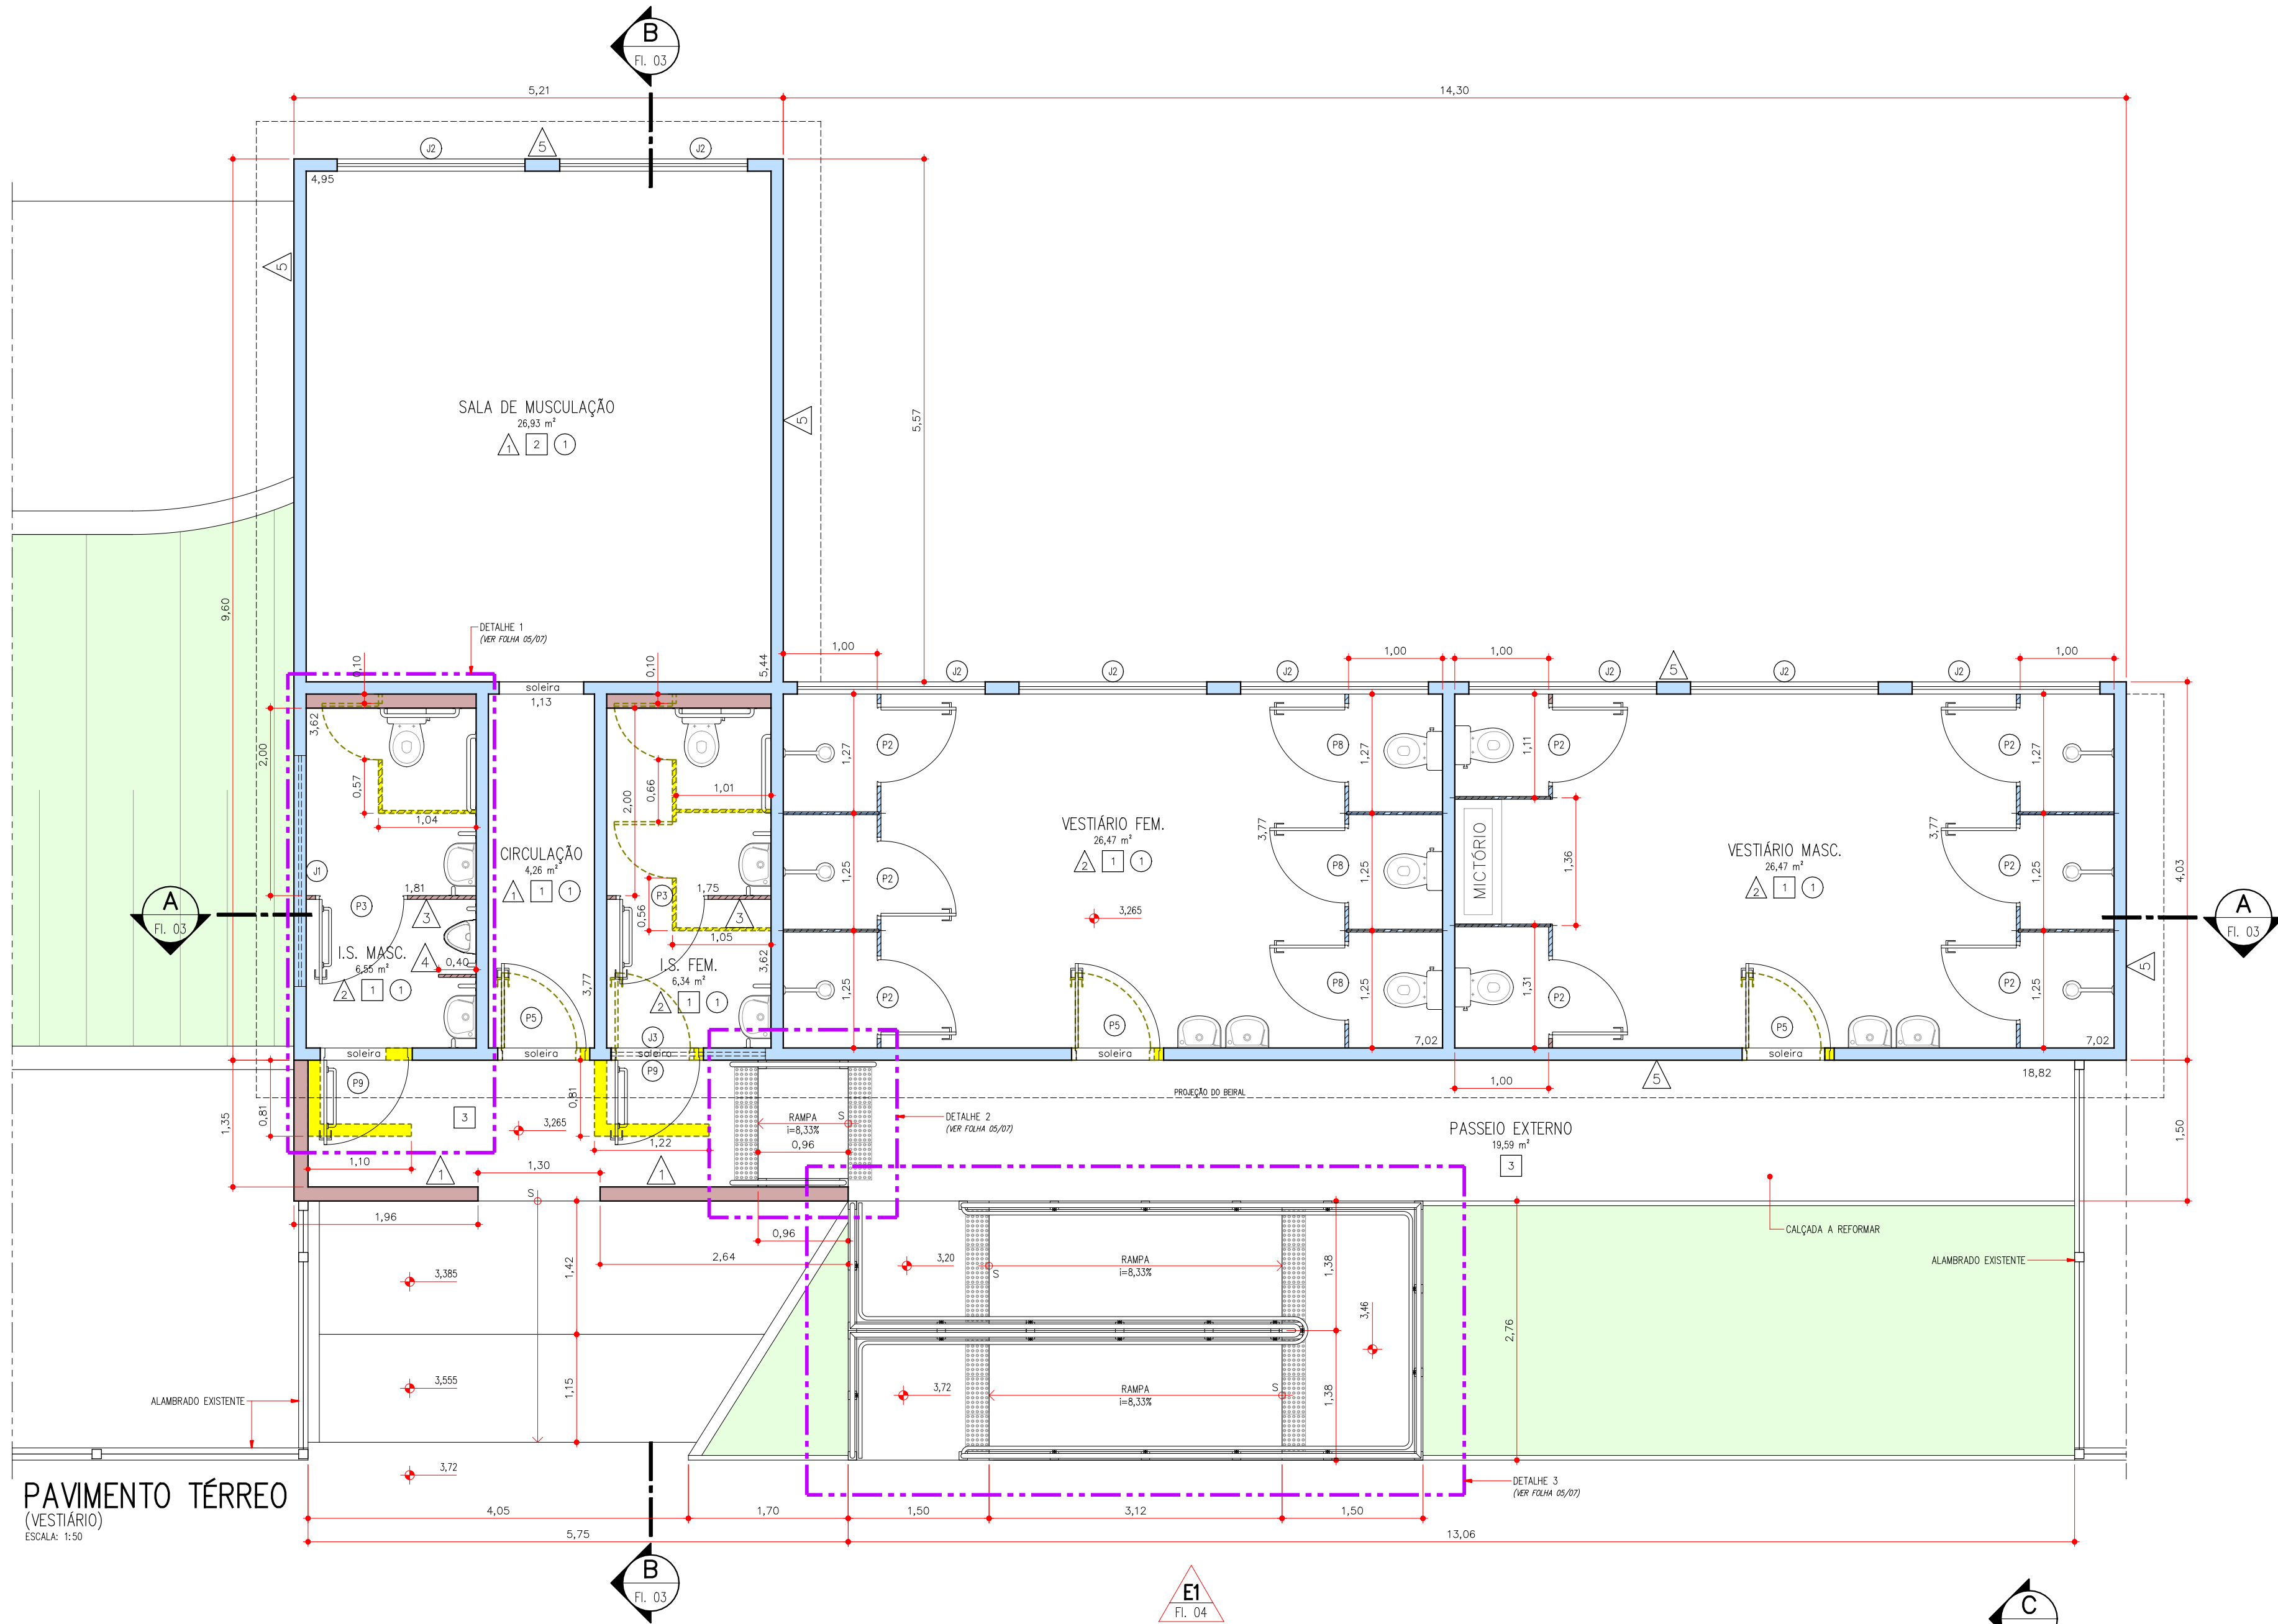 B
Fl. 03
5,21
14,30
J2
5
J2
4,95
5
SALA DE MUSCULAÇÃO
26,93 m²
1
2
1
5
5,57
9,60
DETALHE 1
(VER FOLHA 05/07)
0,10
0,10
5,44
1,00
J2
J2
J2
1,00
1,00
J2
5
J2
J2
1,00
soleira
1,13
3,62
2,00
0,57
1,04
2,00
0,66
1,01
1,27
P2
1,27
P8
1,11
P2
P2
1,27
J1
CIRCULAÇÃO
4,26 m²
1
1
1
VESTIÁRIO FEM.
26,47 m²
2
1
1
3,77
MICTÓRIO
1,36
VESTIÁRIO MASC.
26,47 m²
2
1
1
3,77
4,03
1,25
P2
P8
1,25
P2
1,25
A
Fl. 03
P3
1,81
3
P3
1,75
3
0,56
1,05
3,265
A
Fl. 03
I.S. MASC.
6,55 m²
2
1
1
4
0,40
I.S. FEM.
6,34 m²
2
1
1
3,62
3,77
1,25
P2
P8
1,25
1,31
P2
P2
1,25
5
P5
J3
P5
P5
7,02
7,02
soleira
soleira
soleira
soleira
soleira
P9
P9
1,00
5
18,82
PROJEÇÃO DO BEIRAL
1,35
0,81
3
3,265
0,81
RAMPA
i=8,33%
S
0,96
DETALHE 2
(VER FOLHA 05/07)
PASSEIO EXTERNO
19,59 m²
3
1,50
1,10
1
1,30
1,22
1
S
1,96
0,96
2,64
CALÇADA A REFORMAR
ALAMBRADO EXISTENTE
3,385
1,42
3,20
RAMPA
i=8,33%
S
1,38
3,46
2,76
3,555
1,15
3,72
RAMPA
i=8,33%
S
1,38
ALAMBRADO EXISTENTE
3,72
DETALHE 3
(VER FOLHA 05/07)
PAVIMENTO TÉRREO
(VESTIÁRIO)
ESCALA: 1:50
4,05
1,70
1,50
3,12
1,50
5,75
13,06
B
Fl. 03
E1
Fl. 04
C